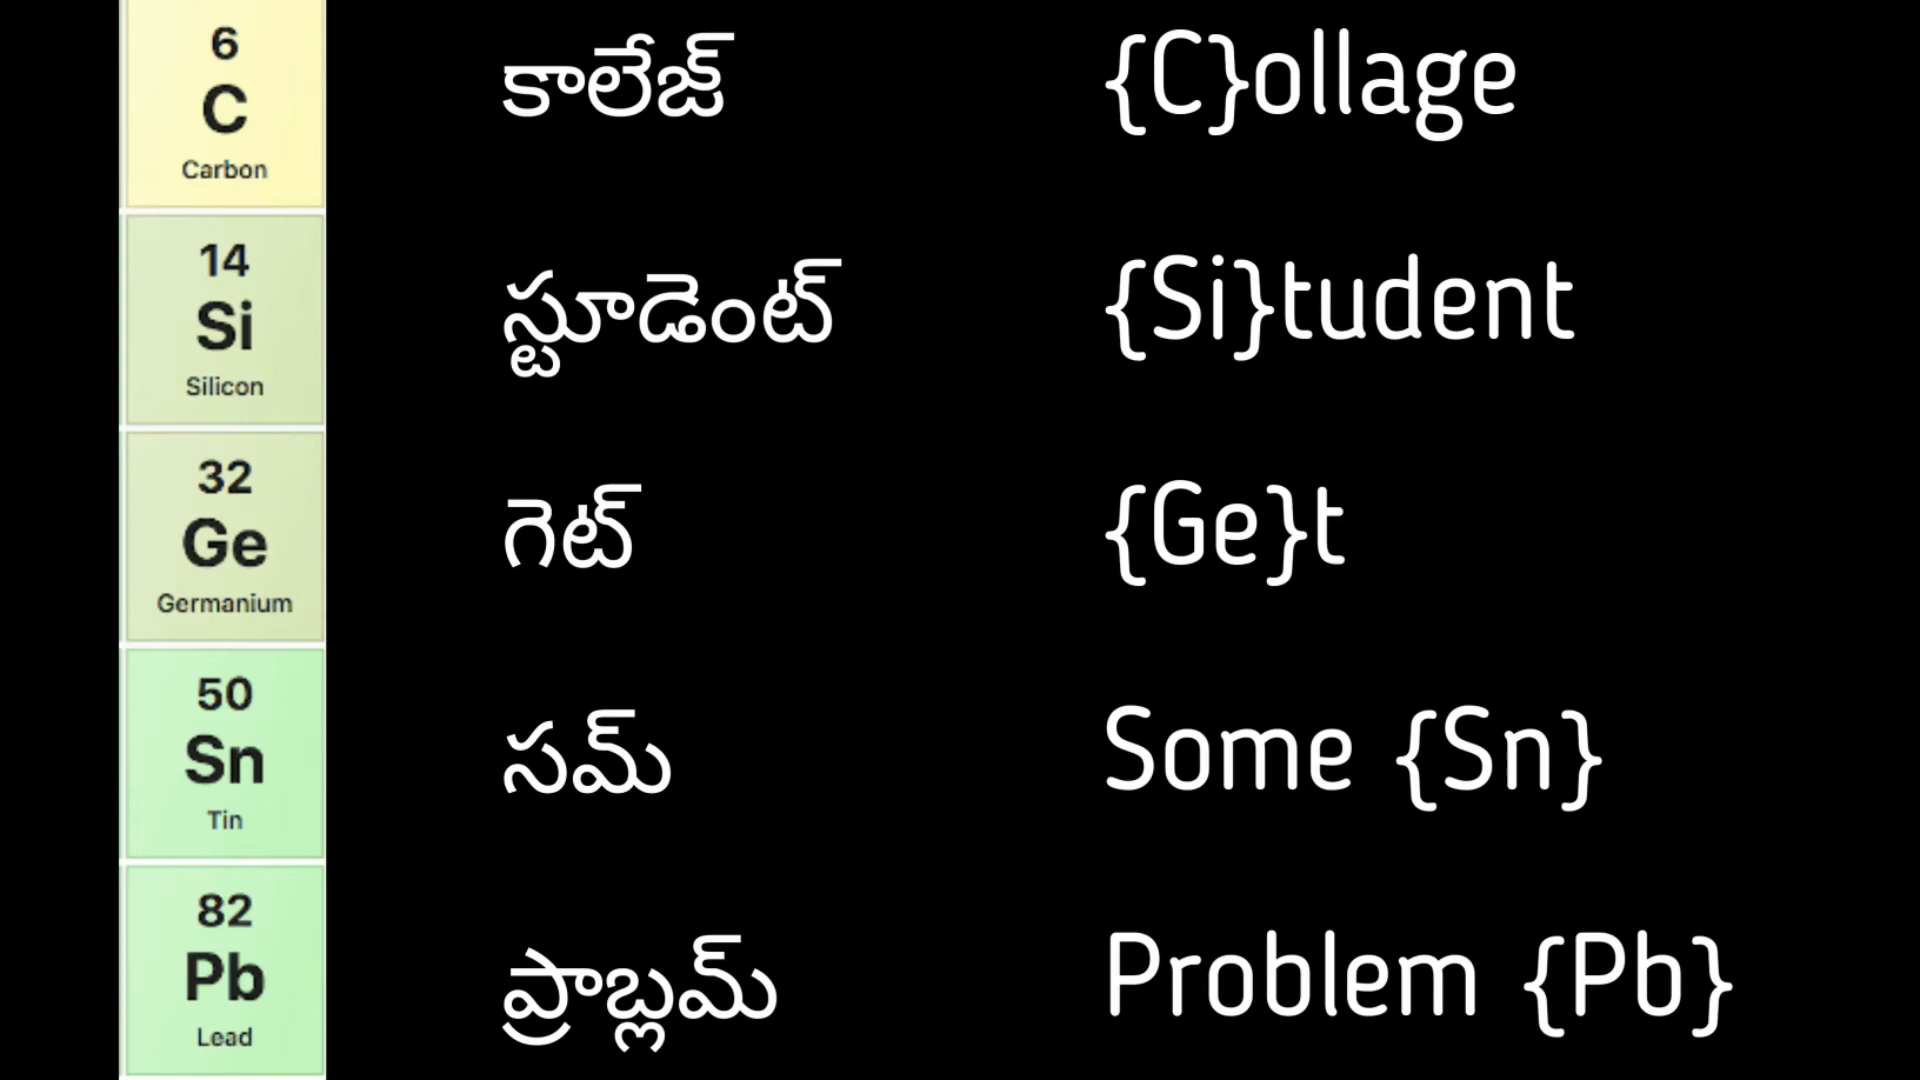 6
C
Carbon
కాలేజ్
{C}ollage
14
Si
Silicon
స్టూడెంట్
{Si}tudent
32
Ge
Germanium
గెట్
{Ge}t
50
Sn
Tin
సమ్
Some {Sn}
82
Pb
Lead
ప్రాబ్లమ్
Problem {Pb}